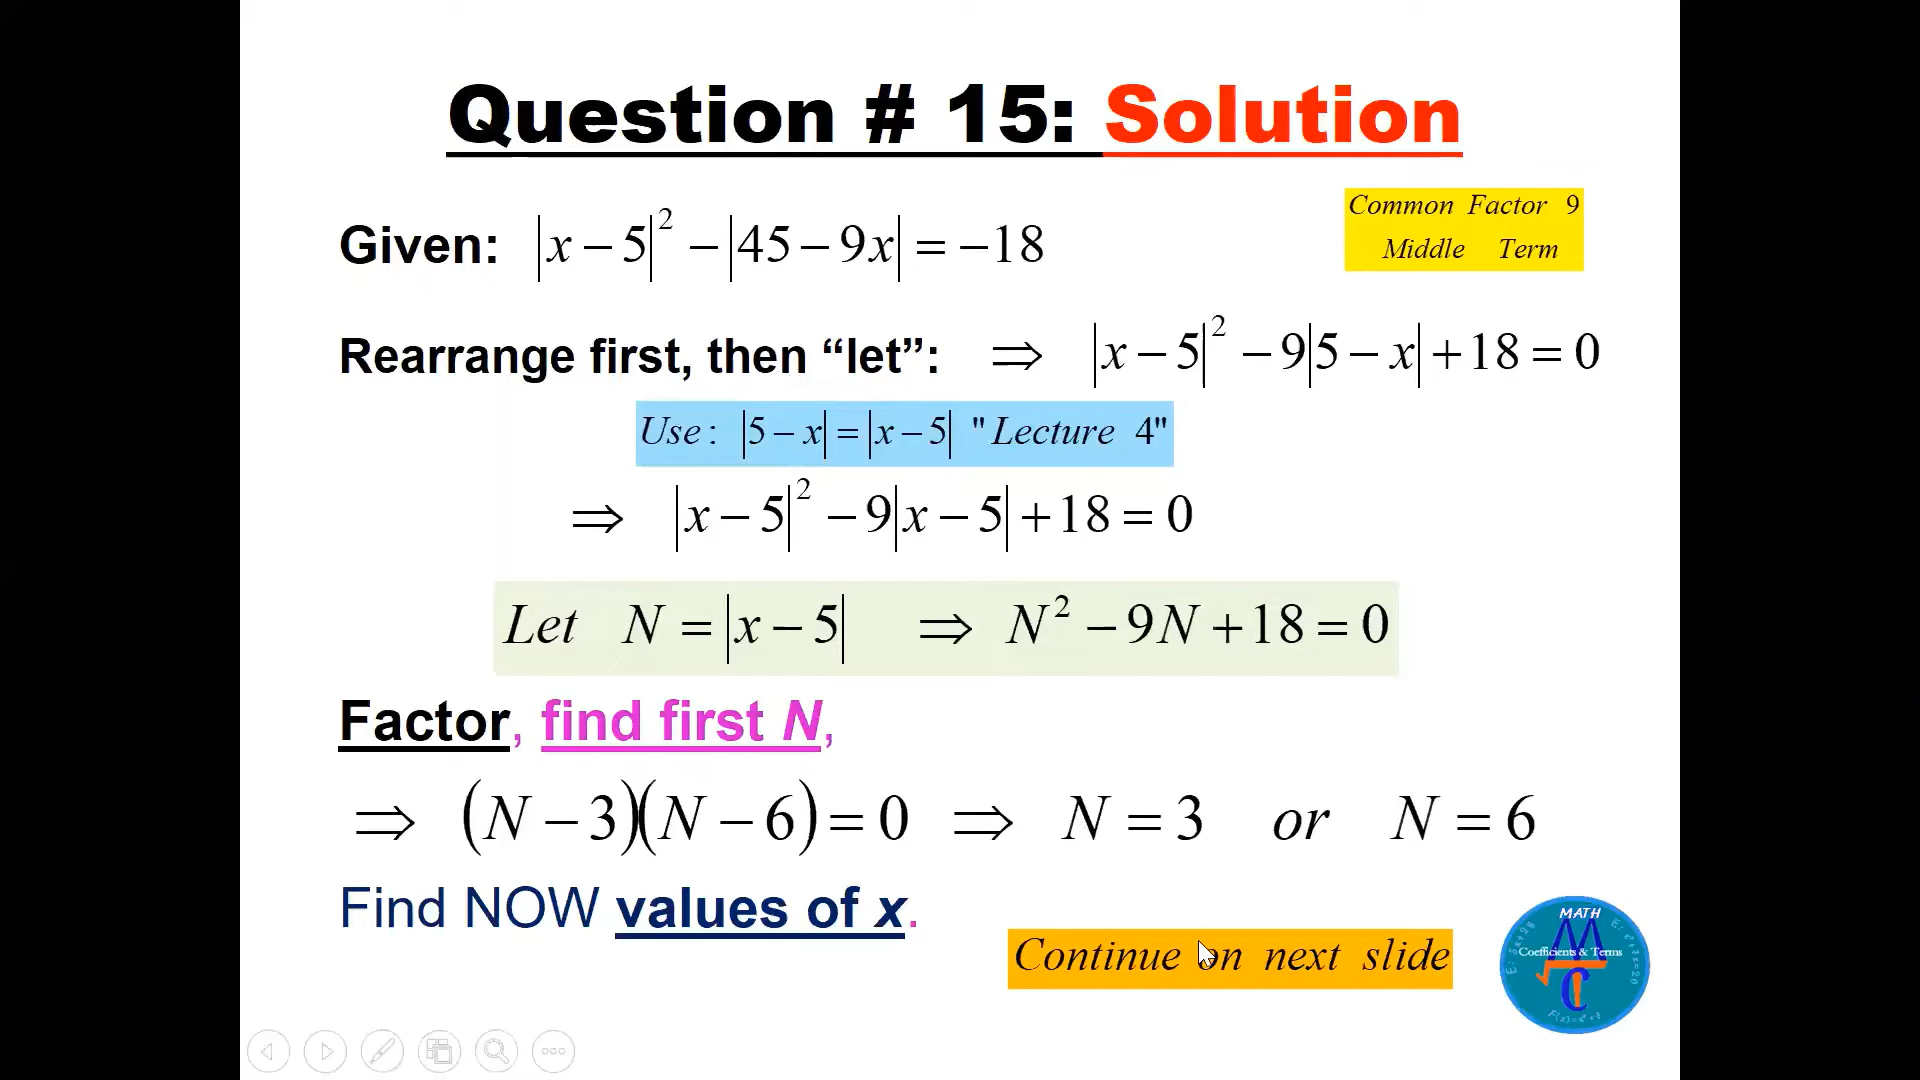 Question # 15: Solution
Given: |x − 5|² − |45 − 9x| = −18
Common Factor 9
Middle Term
Rearrange first, then “let”: ⇒ |x − 5|² − 9|5 − x| + 18 = 0
Use: |5 − x| = |x − 5| "Lecture 4"
⇒ |x − 5|² − 9|x − 5| + 18 = 0
Let N = |x − 5| ⇒ N² − 9N + 18 = 0
Factor, find first N,
⇒ (N − 3)(N − 6) = 0 ⇒ N = 3 or N = 6
Find NOW values of x.
Continue on next slide
MATH
Coefficients & Terms